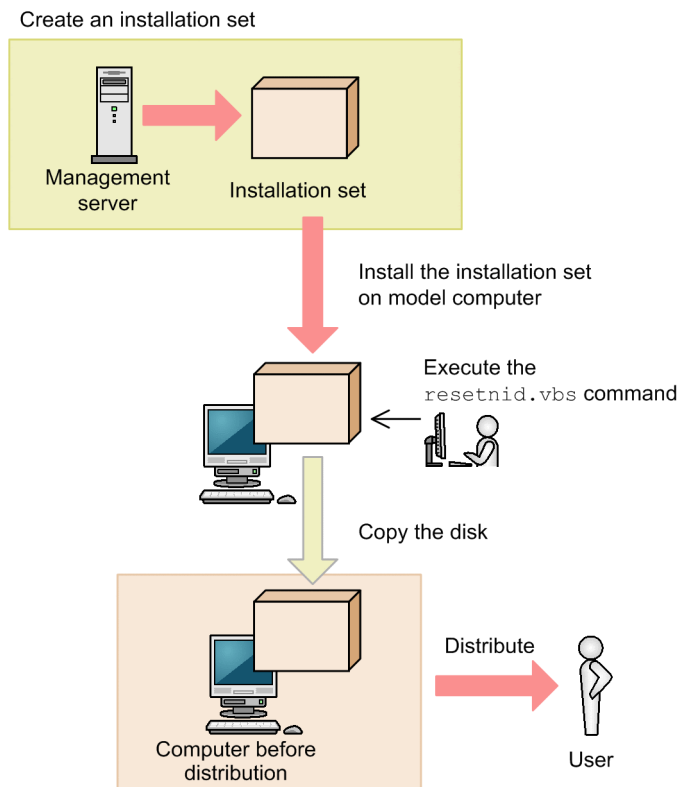 Create an installation set
Management
server
Installation set
Install the installation set
on model computer
Execute the
resetnid.vbs command
Copy the disk
Distribute
Computer before
distribution
User